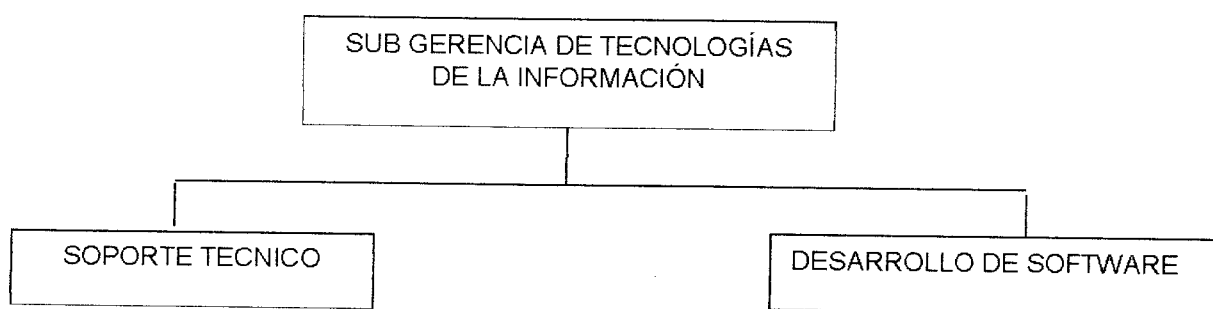 SUB GERENCIA DE TECNOLOGÍAS
DE LA INFORMACIÓN
SOPORTE TECNICO
DESARROLLO DE SOFTWARE